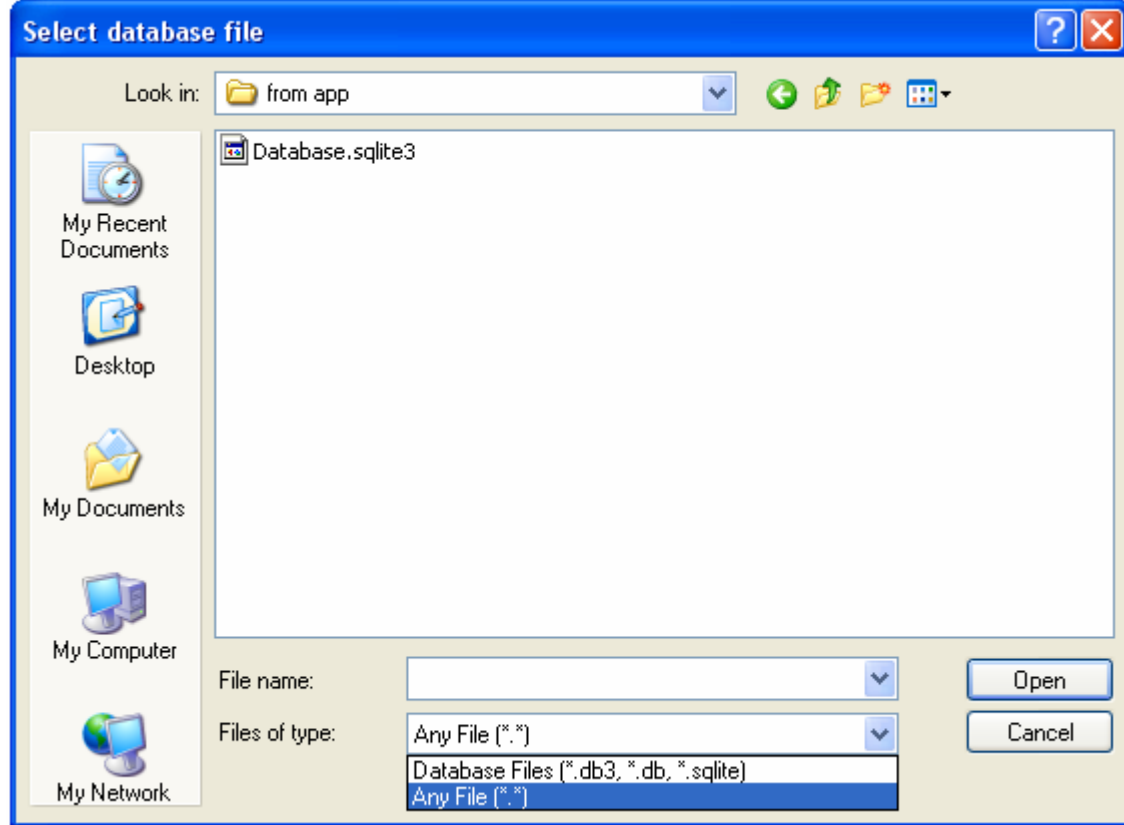 Select database file
Look in:
from app
Database.sqlite3
My Recent
Documents
Desktop
My Documents
My Computer
My Network
File name:
Open
Files of type:
Any File (*.*)
Cancel
Database Files (*.db3, *.db, *.sqlite)
Any File (*.*)